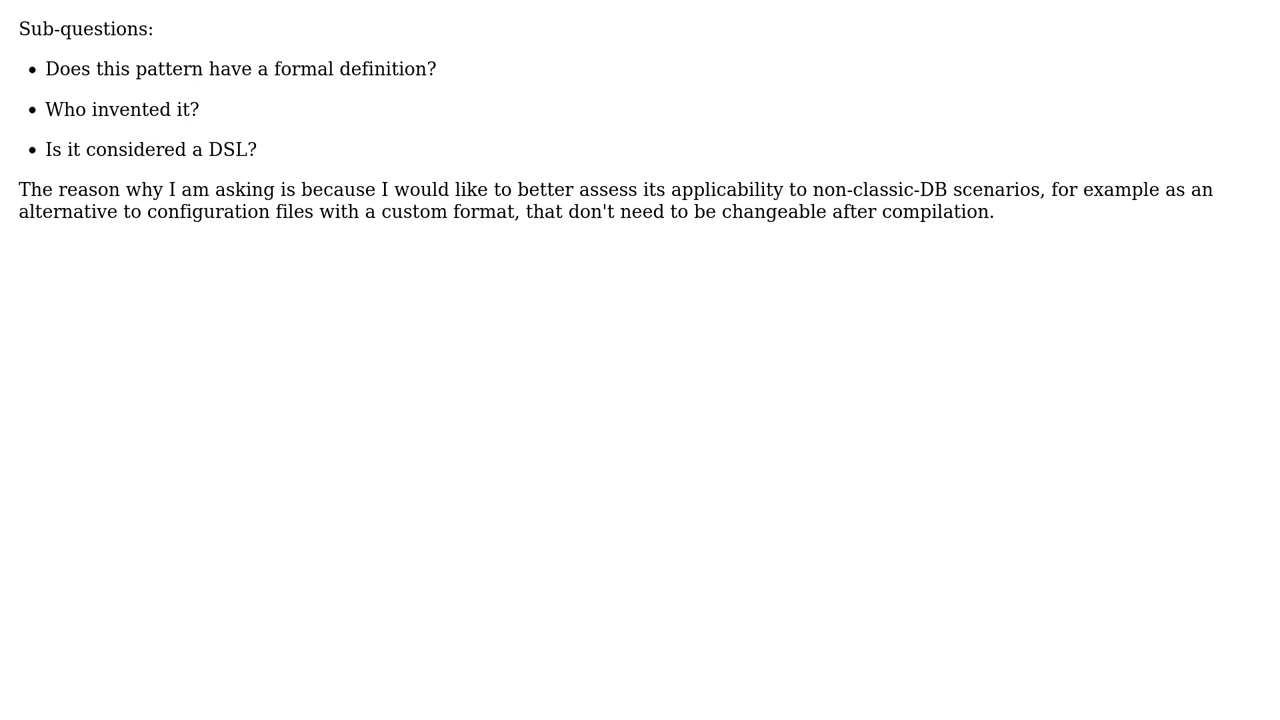 Sub-questions:
• Does this pattern have a formal definition?
• Who invented it?
• Is it considered a DSL?
The reason why I am asking is because I would like to better assess its applicability to non-classic-DB scenarios, for example as an
alternative to configuration files with a custom format, that don't need to be changeable after compilation.